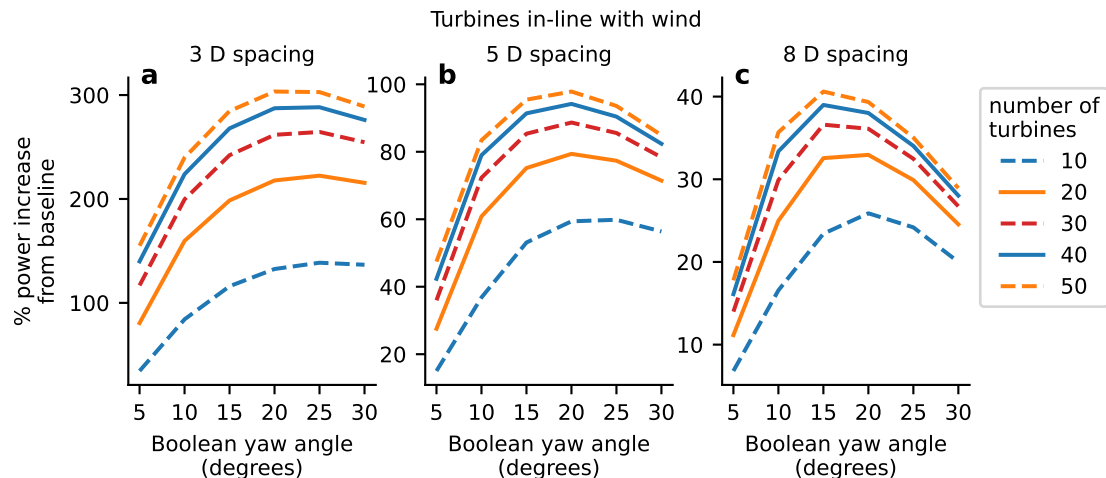 Turbines in-line with wind
3 D spacing
5 D spacing
8 D spacing
a
b
c
% power increase
from baseline
300
200
100
100
80
60
40
20
40
30
20
10
5 10 15 20 25 30
5 10 15 20 25 30
5 10 15 20 25 30
Boolean yaw angle
(degrees)
Boolean yaw angle
(degrees)
Boolean yaw angle
(degrees)
number of
turbines
10
20
30
40
50